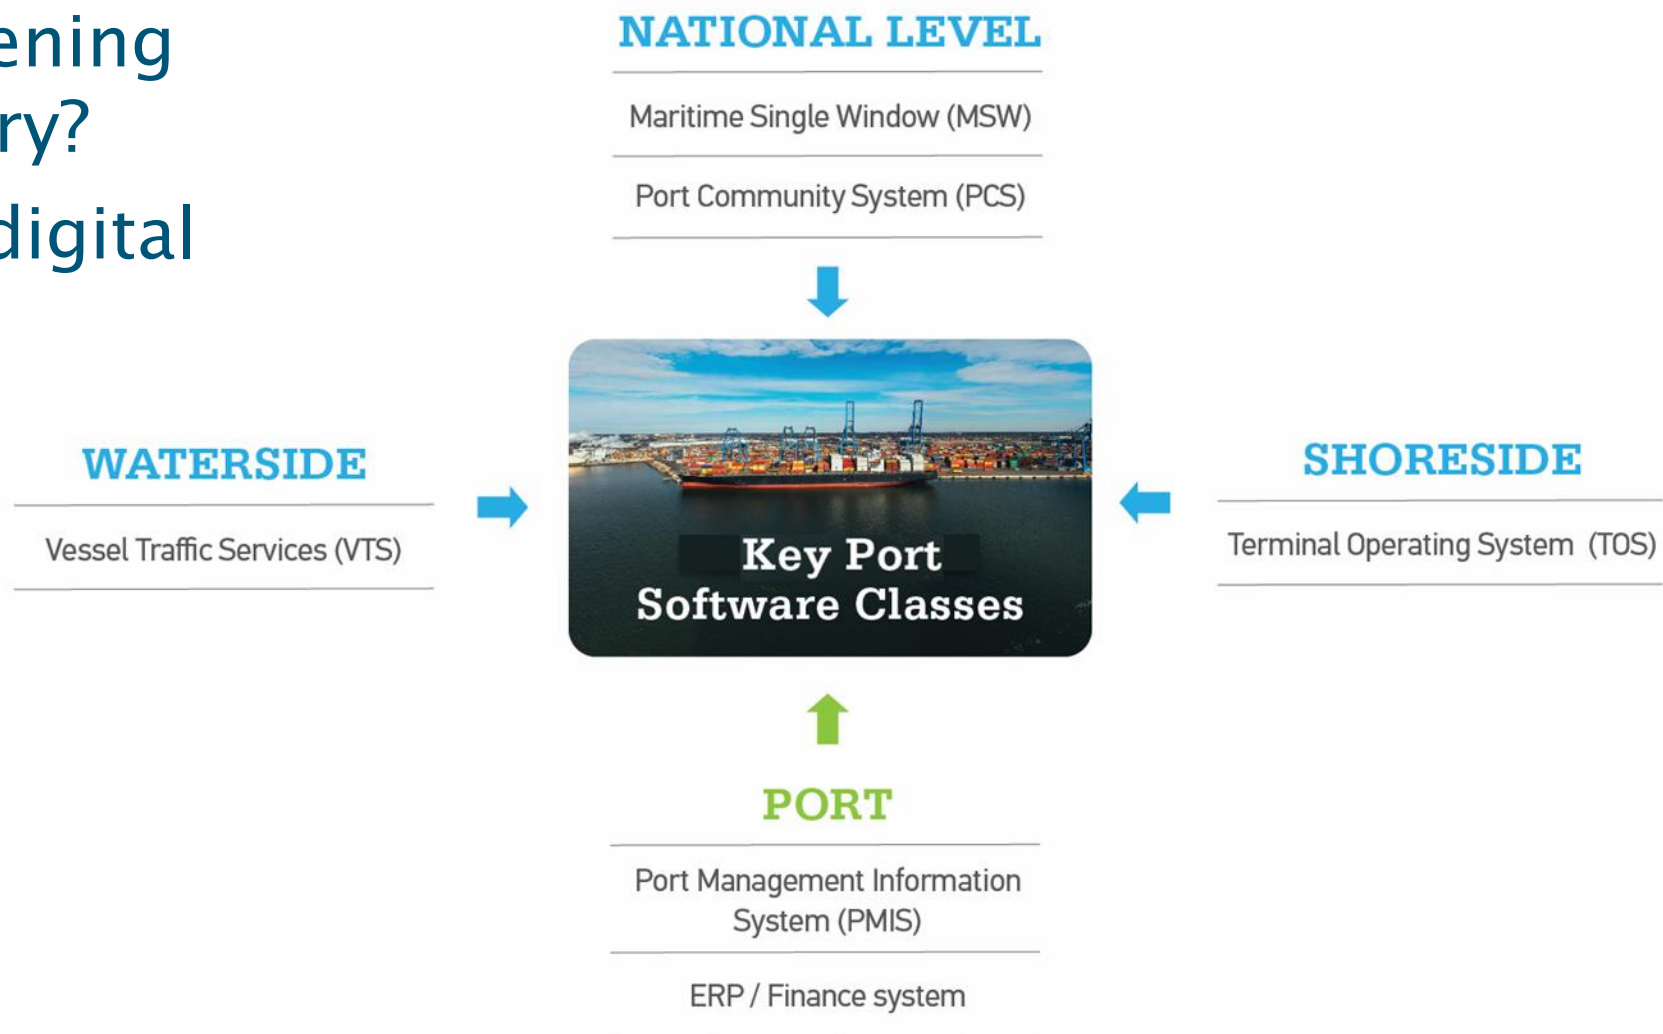 ening
ry?
digital
NATIONAL LEVEL
Maritime Single Window (MSW)
Port Community System (PCS)
WATERSIDE
Vessel Traffic Services (VTS)
Key Port
Software Classes
SHORESIDE
Terminal Operating System (TOS)
PORT
Port Management Information
System (PMIS)
ERP / Finance system